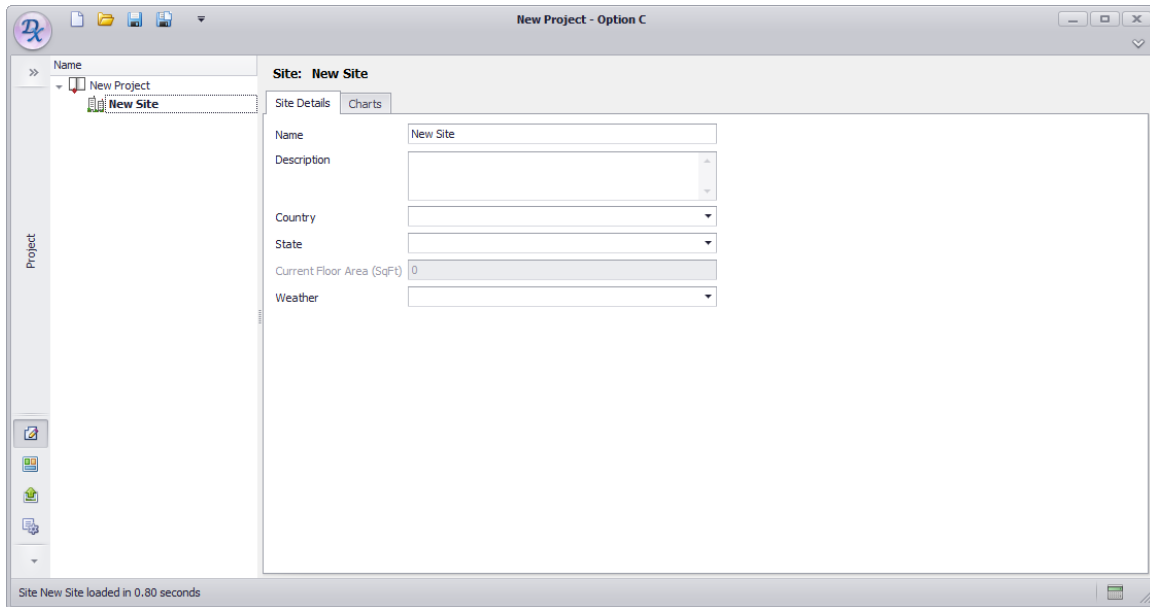 New Project - Option C
Name
New Project
New Site
Project
Site: New Site
Site Details
Charts
Name
New Site
Description
Country
State
Current Floor Area (SqFt)
0
Weather
Site New Site loaded in 0.80 seconds